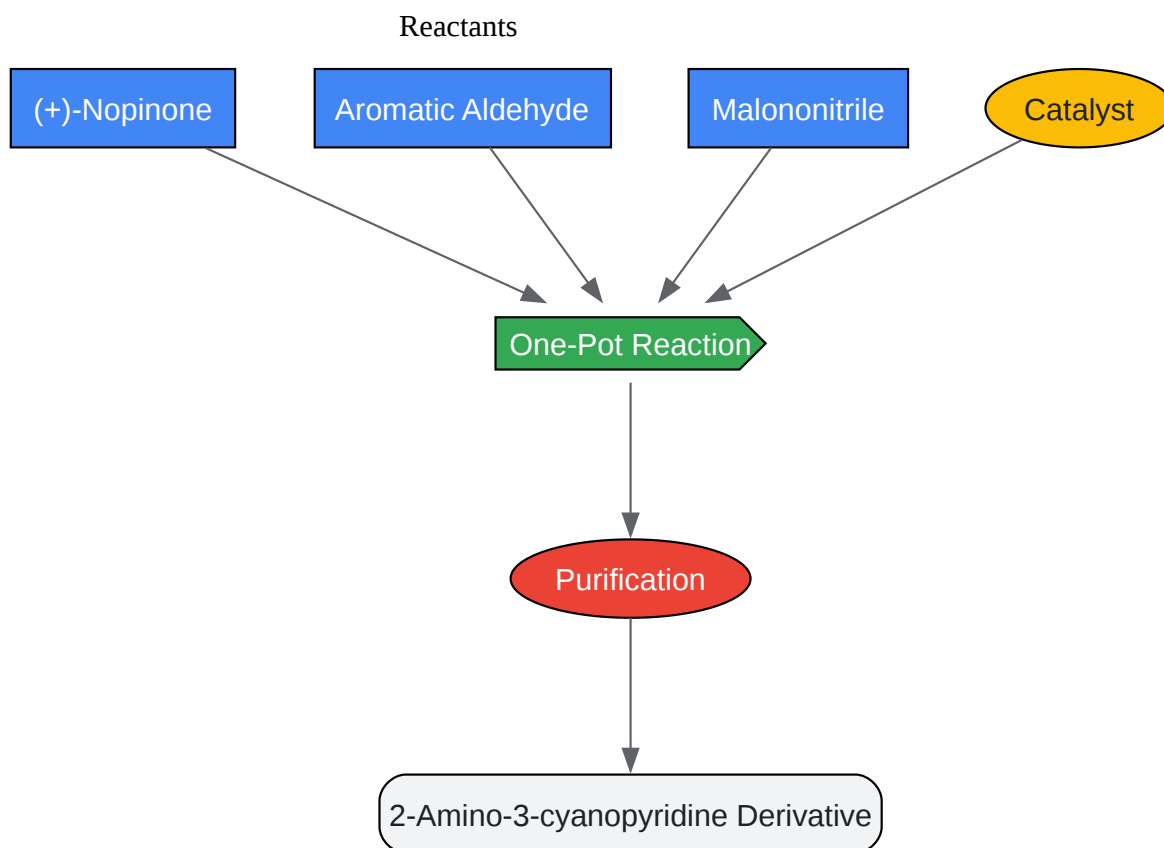 Reactants
(+)-Nopinone
Aromatic Aldehyde
Malononitrile
Catalyst
One-Pot Reaction
Purification
2-Amino-3-cyanopyridine Derivative